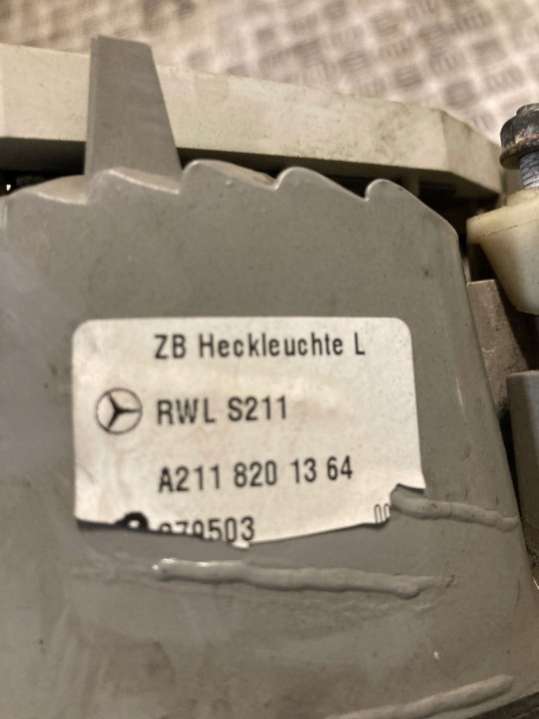 ZB Heckleuchte L
RWL S211
A211 820 13 64